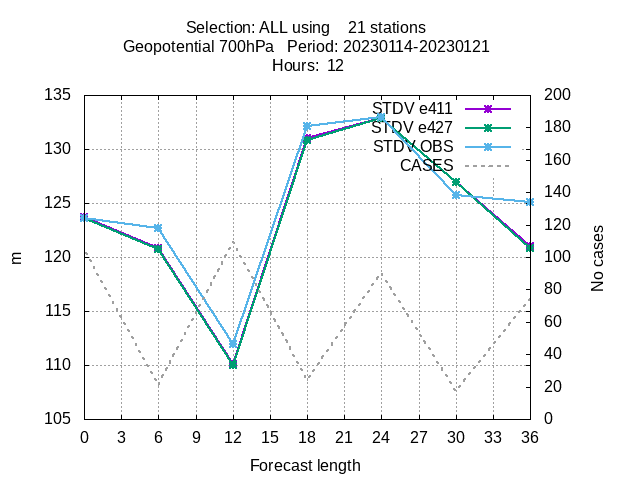 Selection: ALL using 21 stations
Geopotential 700hPa Period: 20230114-20230121
Hours: 12
135 200
STDV e411
180
STDV e427
130
STDV OBS
160
CASES
140
125
120
m 120 100 No cases
80
115
60
110 40
20
105 0
0 3 6 9 12 15 18 21 24 27 30 33 36
Forecast length